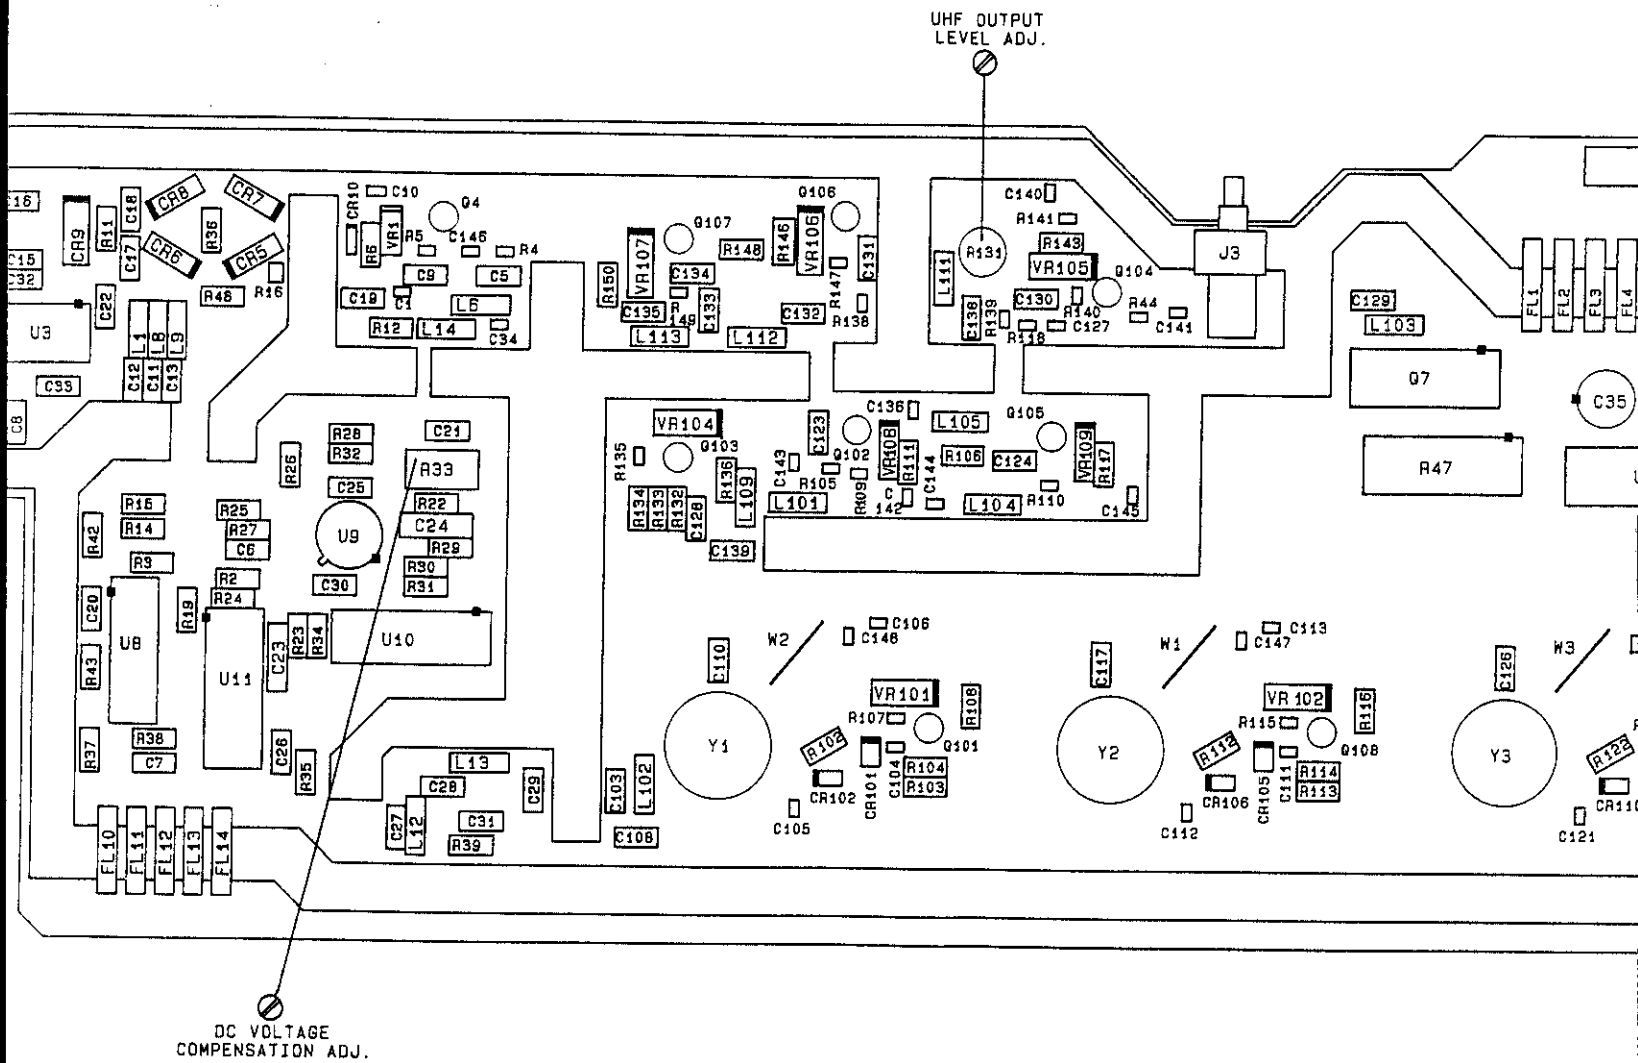 UHF OUTPUT
LEVEL ADJ.
C16
CR9
R11
C18
CR8
CR7
R36
CR10
C10
R6
VR1
Q4
R5
C146
R4
Q107
VR107
R148
R146
Q106
VR106
C131
C140
R141
R131
R143
VR105
Q104
J3
C15
C32
C17
CR6
CR5
R16
R48
C22
C9
C5
C19
C1
L6
R12
L14
C34
R150
C134
C135
R
149
C133
L113
L112
C132
R147
R138
L111
C138
R139
C130
R118
R140
C127
R44
C141
C129
L103
FL1
FL2
FL3
FL4
U3
L1
L8
L9
C12
C11
C13
C33
C8
Q7
C35
R28
R32
C21
R26
R33
C25
R22
C24
R29
R30
R31
U9
C30
VR104
Q103
R135
R134
R133
R132
C128
R136
L109
C139
C123
Q102
C143
R105
L101
R109
C136
VR108
R111
C
142
C144
L105
R106
C124
L104
Q105
VR109
R117
R110
C145
R47
R15
R14
R42
R3
R25
R27
C6
R2
R24
C20
R19
U8
R43
U11
C23
R23
R34
U10
R37
R38
C7
C26
R35
C110
W2
C148
C106
C117
W1
C147
C113
C126
W3
VR101
R108
R107
Q101
Y1
R102
CR102
CR101
C104
R104
R103
C105
VR 102
R116
R115
Q108
Y2
R112
CR106
CR105
C111
R114
R113
C112
Y3
R122
CR110
C121
L13
C28
C29
C27
L12
C31
R39
C103
L102
C108
FL10
FL11
FL12
FL13
FL14
DC VOLTAGE
COMPENSATION ADJ.